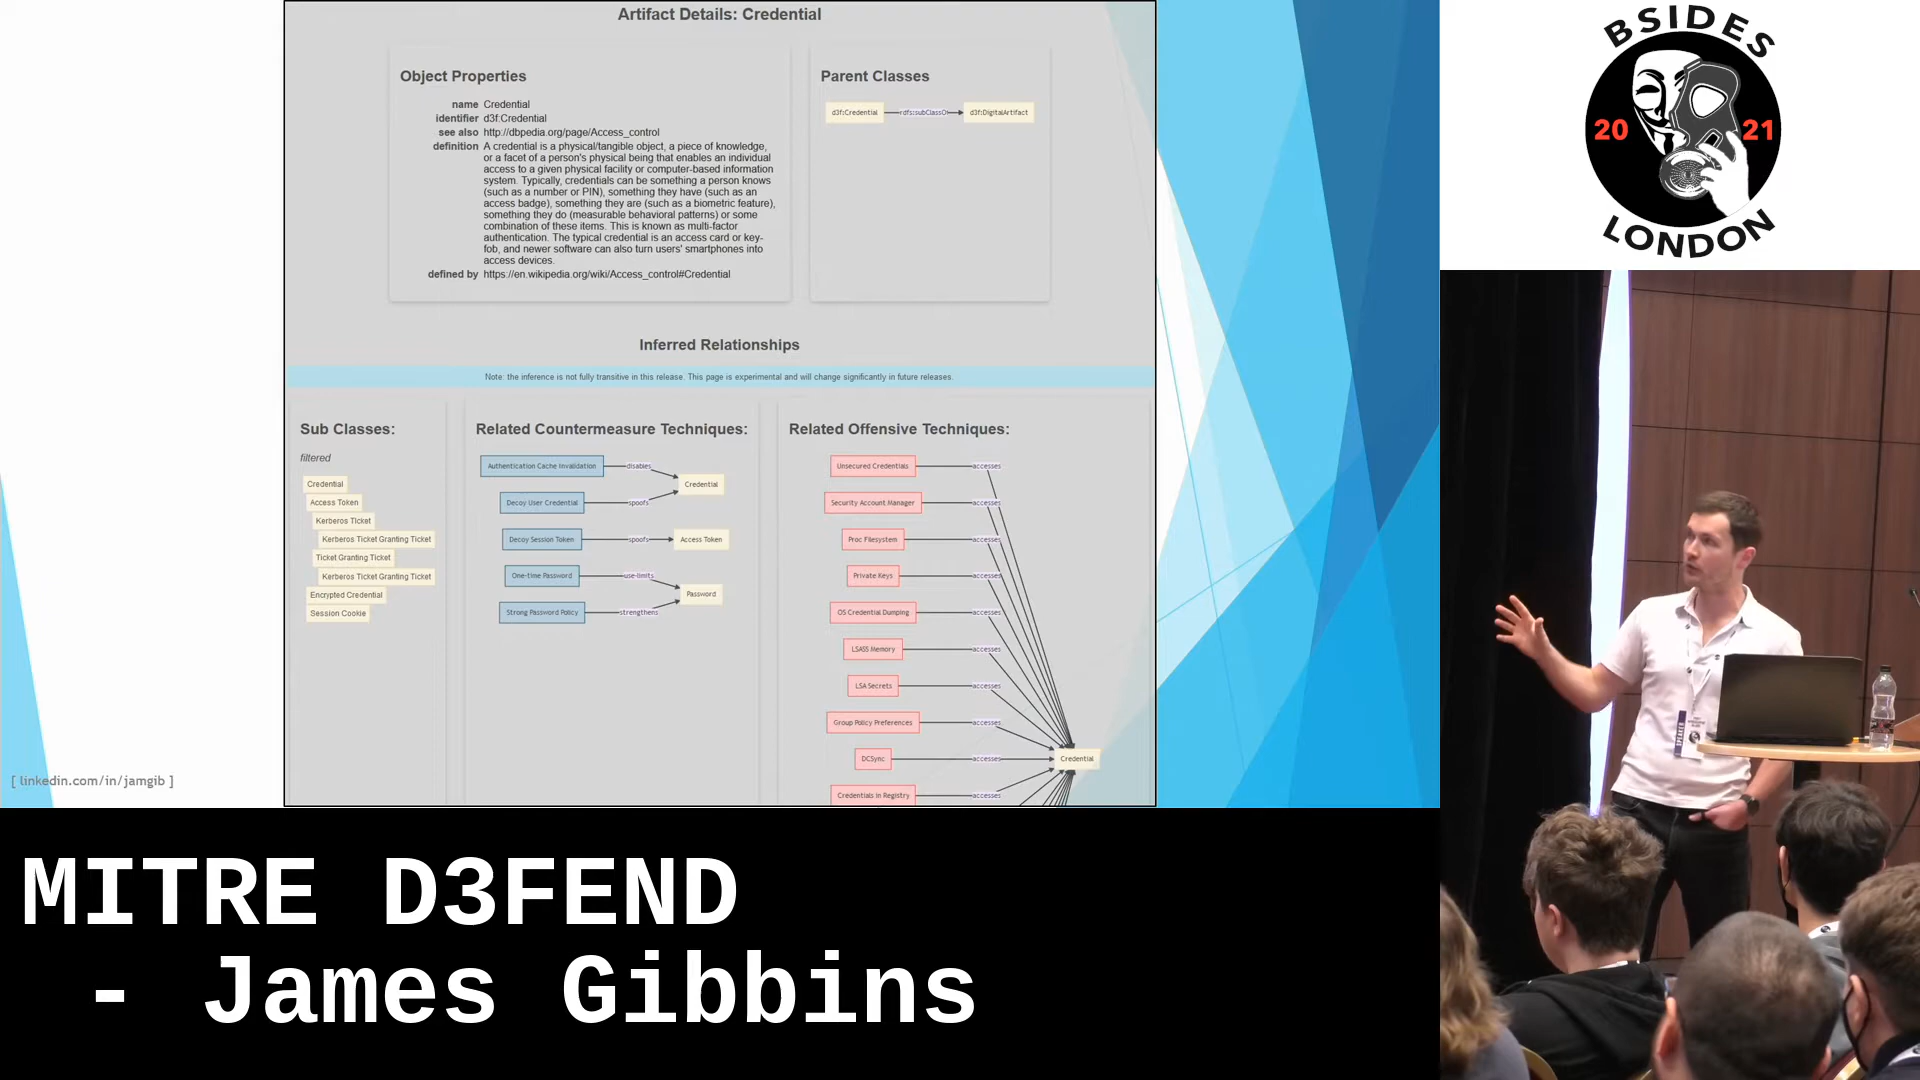 Artifact Details: Credential
Object Properties
name Credential
identifier d3f:Credential
see also http://dbpedia.org/page/Access_control
definition A credential is a physical/tangible object, a piece of knowledge,
or a facet of a person's physical being that enables an individual
access to a given physical facility or computer-based information
system. Typically, credentials can be something a person knows
(such as a number or PIN), something they have (such as an
access badge), something they are (such as a biometric feature),
something they do (measurable behavioral patterns) or some
combination of these items. This is known as multi-factor
authentication. The typical credential is an access card or key-
fob, and newer software can also turn users' smartphones into
access devices.
defined by https://en.wikipedia.org/wiki/Access_control#Credential
Parent Classes
d3f:Credential rdfs:subClassOf d3f:DigitalArtifact
Inferred Relationships
Note: the inference is not fully transitive in this release. This page is experimental and will change significantly in future releases.
Sub Classes:
filtered
Credential
Access Token
Kerberos Ticket
Kerberos Ticket Granting Ticket
Ticket Granting Ticket
Kerberos Ticket Granting Ticket
Encrypted Credential
Session Cookie
Related Countermeasure Techniques:
Authentication Cache Invalidation disables
Credential
Decoy User Credential spoofs
Decoy Session Token spoofs Access Token
One-time Password use-limits
Password
Strong Password Policy strengthens
Related Offensive Techniques:
Unsecured Credentials accesses
Security Account Manager accesses
Proc Filesystem accesses
Private Keys accesses
OS Credential Dumping accesses
LSASS Memory accesses
LSA Secrets accesses
Group Policy Preferences accesses
DCSync accesses Credential
Credentials in Registry accesses
[ linkedin.com/in/jamgib ]
BSIDES
20 21
LONDON
MITRE D3FEND
- James Gibbins